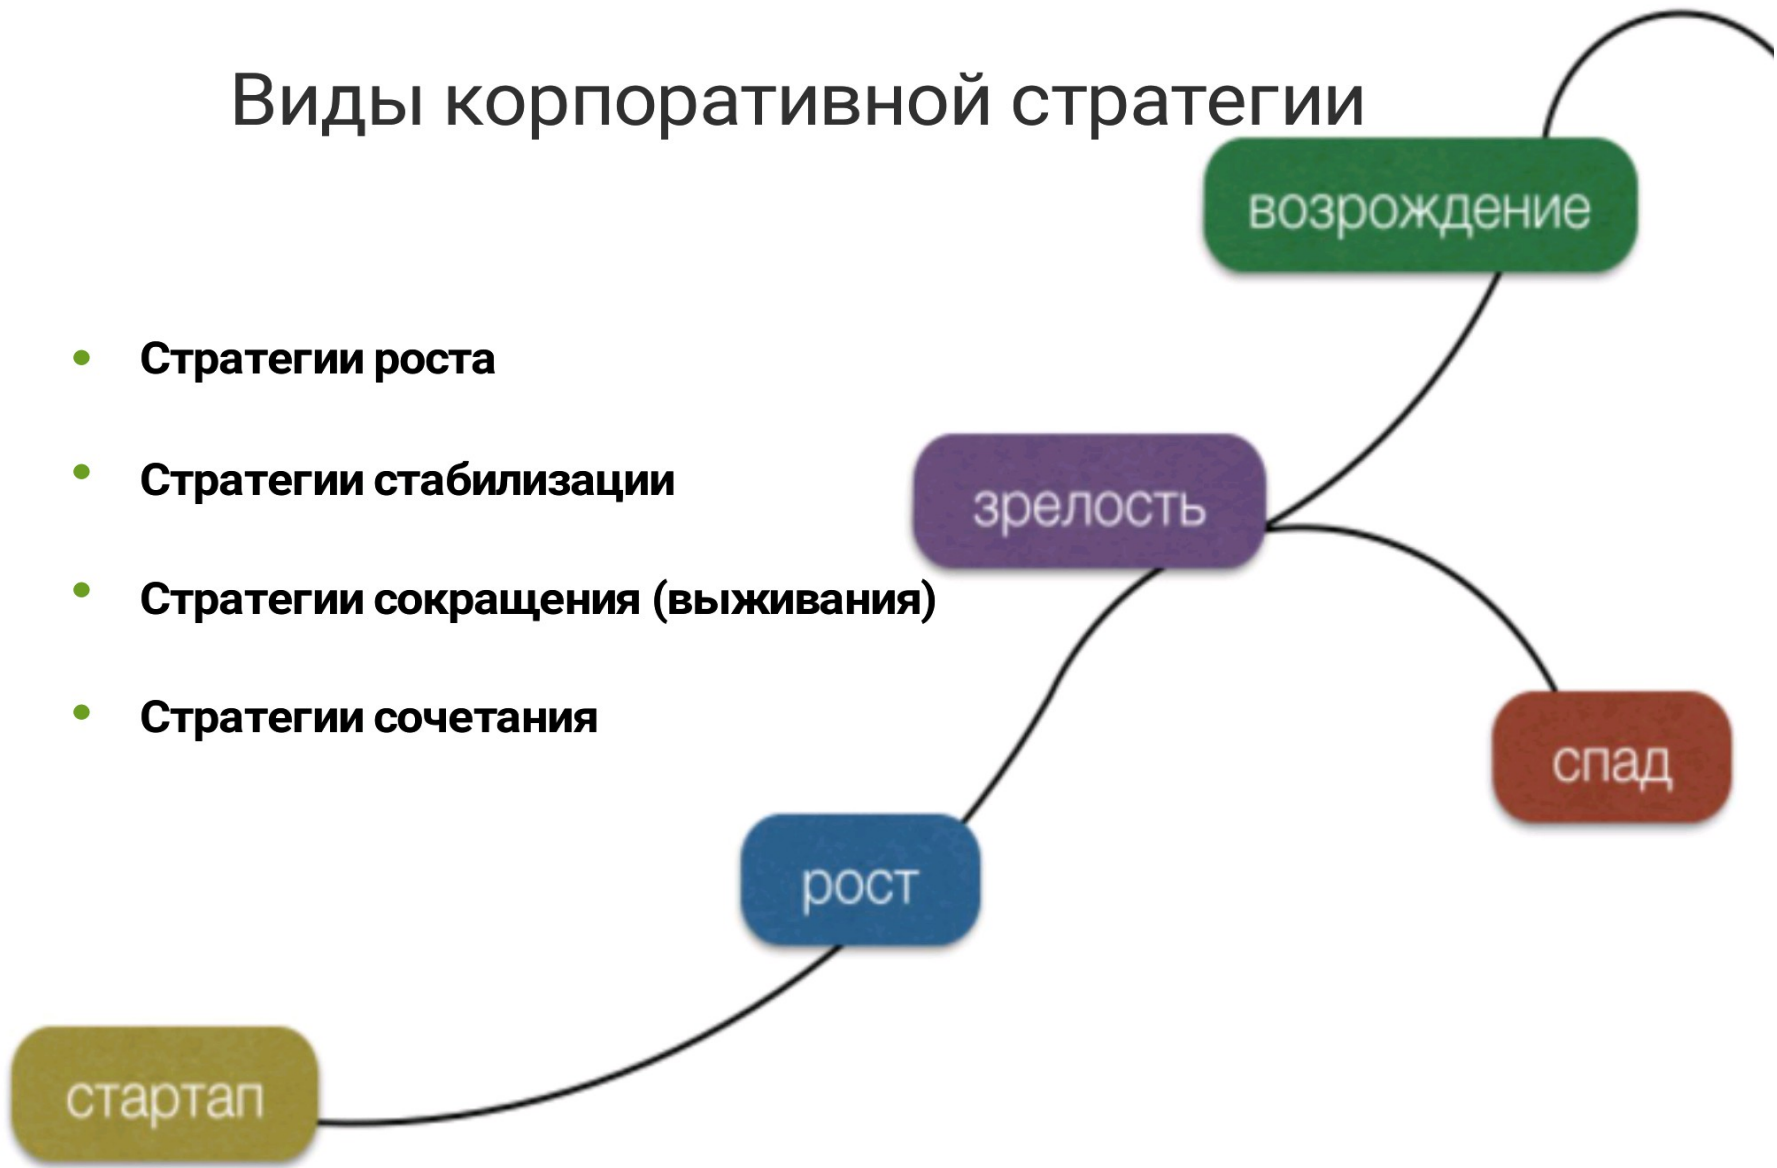 Виды корпоративной стратегии
возрождение
• Стратегии роста
• Стратегии стабилизации
зрелость
• Стратегии сокращения (выживания)
• Стратегии сочетания
спад
рост
стартап